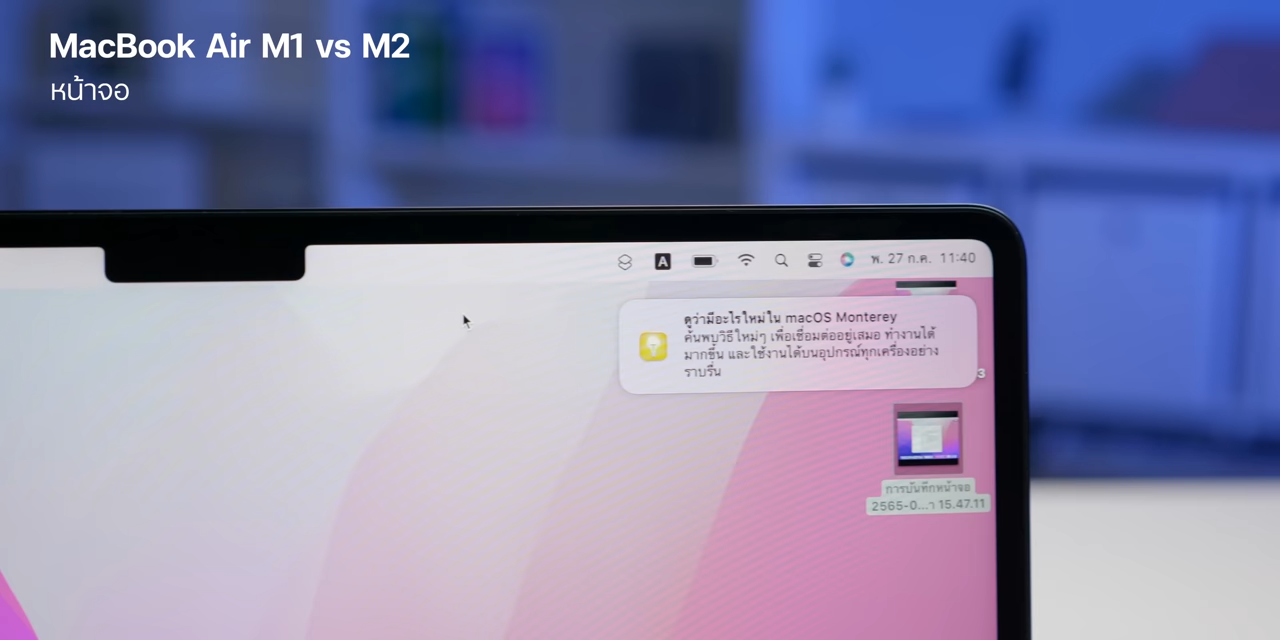 MacBook Air M1 vs M2
หน้าจอ
A
พ. 27 ก.ค. 11:40
ดูว่ามีอะไรใหม่ใน macOS Monterey
ค้นพบวิธีใหม่ๆ เพื่อเชื่อมต่ออยู่เสมอ ทำงานได้
มากขึ้น และใช้งานได้บนอุปกรณ์ทุกเครื่องอย่าง
ราบรื่น
3
การบันทึกหน้าจอ
2565-0...า 15.47.11